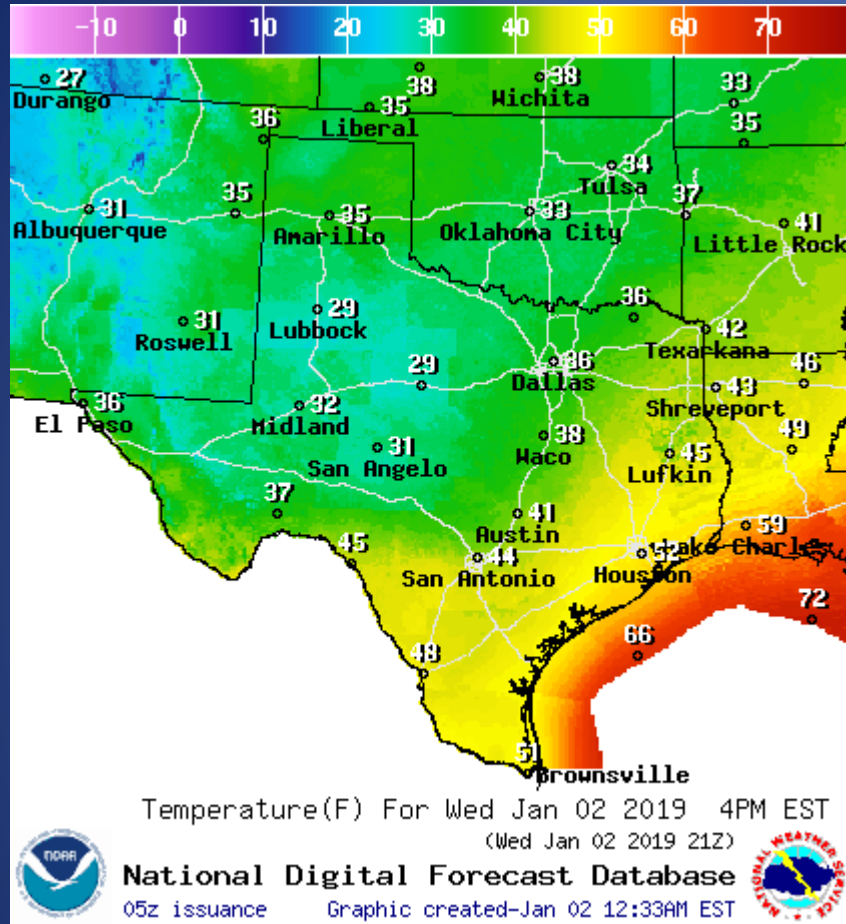 -10 0 10 20 30 40 50 60 70
27 38 38
Durango Wichita 33
35
Liberal
36 35
34
Tulsa
31 35 35 33 37 41
Albuquerque Amarillo Oklahoma City Little Rock
29 36
31 Lubbock 42
Roswell Texarkana
29 36 46
Dallas 43
36 32 Shreveport
El Paso Midland
31 38 45 49
San Angelo Waco Lufkin
37 41 59
Austin Lake Charles
45 44 52
San Antonio Houston
72
48 66
51
Brownsville
Temperature(F) For Wed Jan 02 2019 4PM EST
(Wed Jan 02 2019 21Z)
NOAA
National Digital Forecast Database
05z issuance Graphic created-Jan 02 12:33AM EST
NATIONAL WEATHER SERVICE